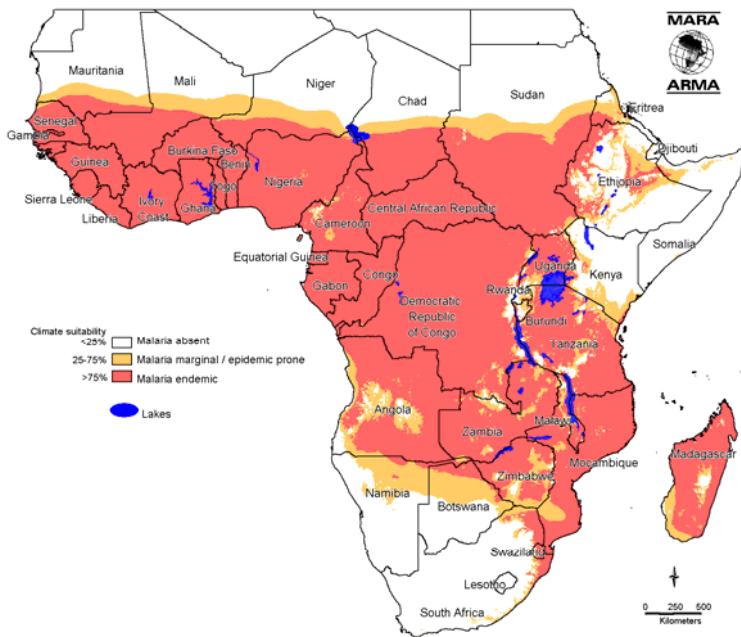 MARA
ARMA
Mauritania
Mali
Niger
Chad
Sudan
Eritrea
Senegal
Gambia
Burkina Faso
Djibouti
Guinea
Benin
Nigeria
Togo
Ethiopia
Sierra Leone
Ivory
Coast
Ghana
Central African Republic
Liberia
Cameroon
Somalia
Equatorial Guinea
Uganda
Kenya
Gabon
Congo
Rwanda
Democratic
Republic
of Congo
Burundi
Tanzania
Climate suitability
<25% Malaria absent
25-75% Malaria marginal / epidemic prone
>75% Malaria endemic
Lakes
Angola
Zambia
Malawi
Madagascar
Mocambique
Zimbabwe
Namibia
Botswana
Swaziland
Lesotho
South Africa
0 250 500
Kilometers